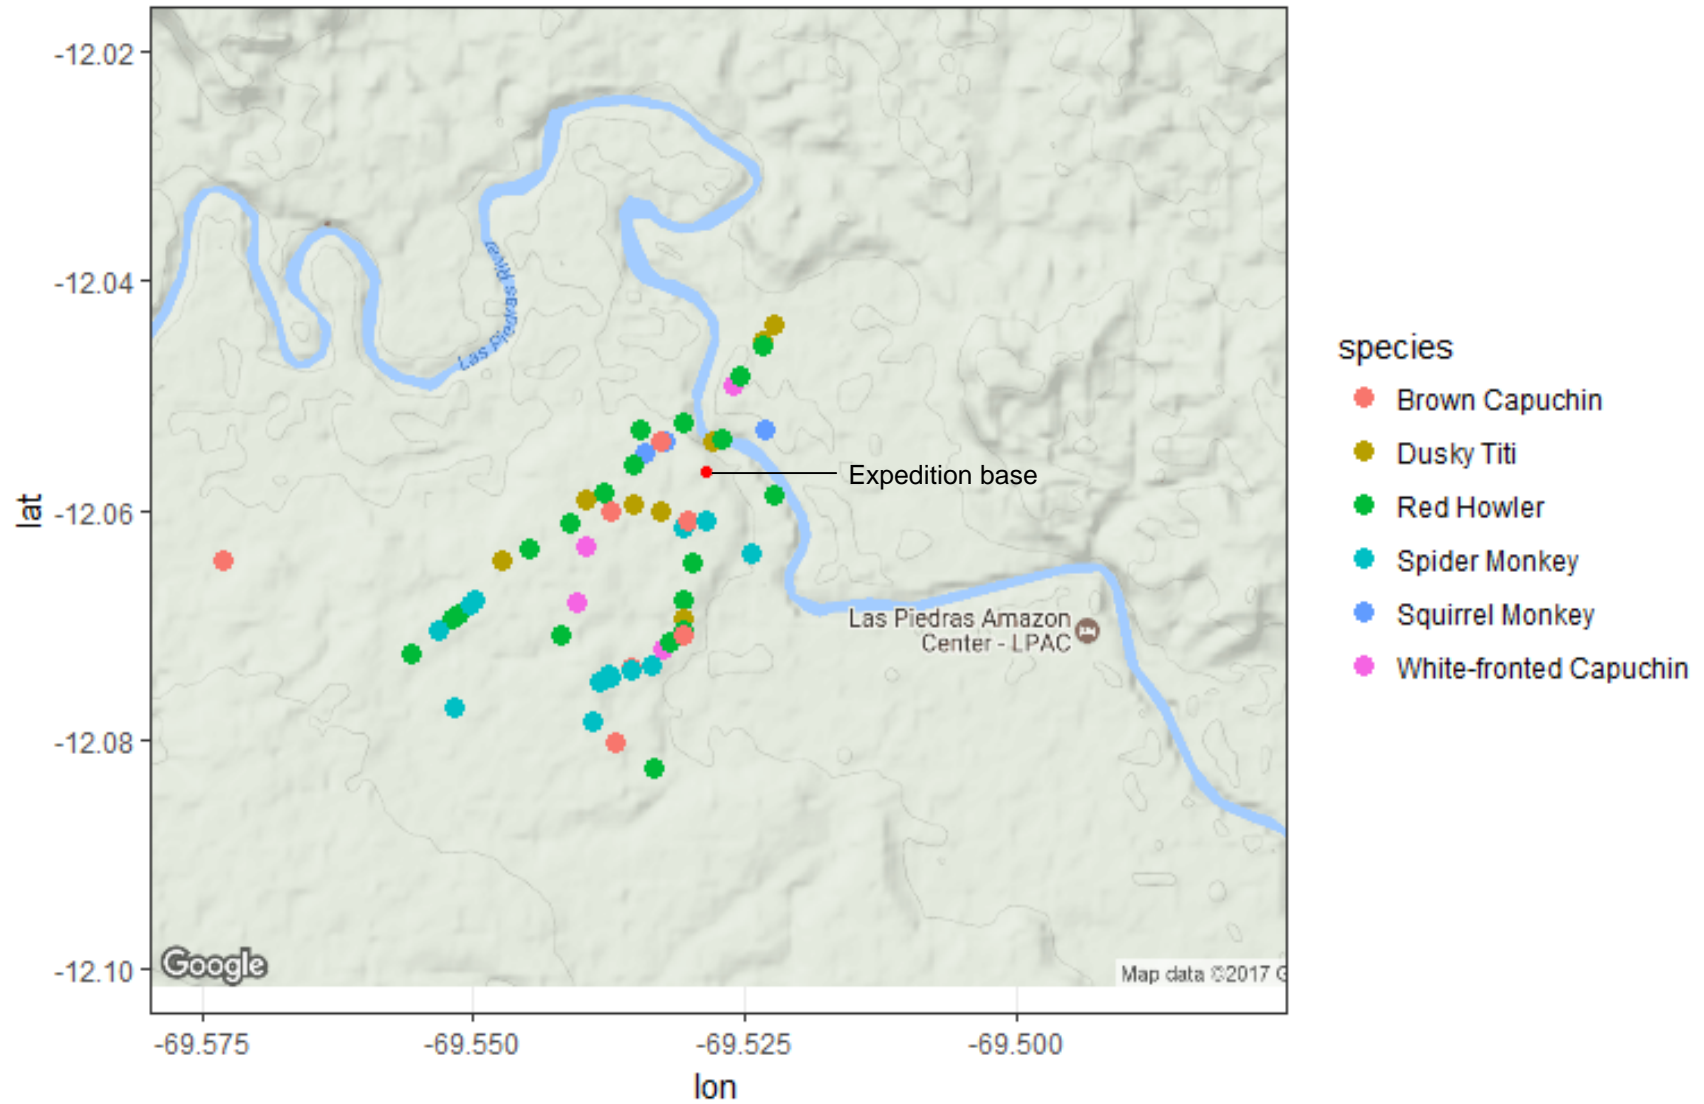 -12.02
-12.04
-12.06
-12.08
-12.10
lat
Las Piedras River
Expedition base
Las Piedras Amazon
Center - LPAC
Google
Map data ©2017 G
-69.575
-69.550
-69.525
-69.500
lon
species
Brown Capuchin
Dusky Titi
Red Howler
Spider Monkey
Squirrel Monkey
White-fronted Capuchin